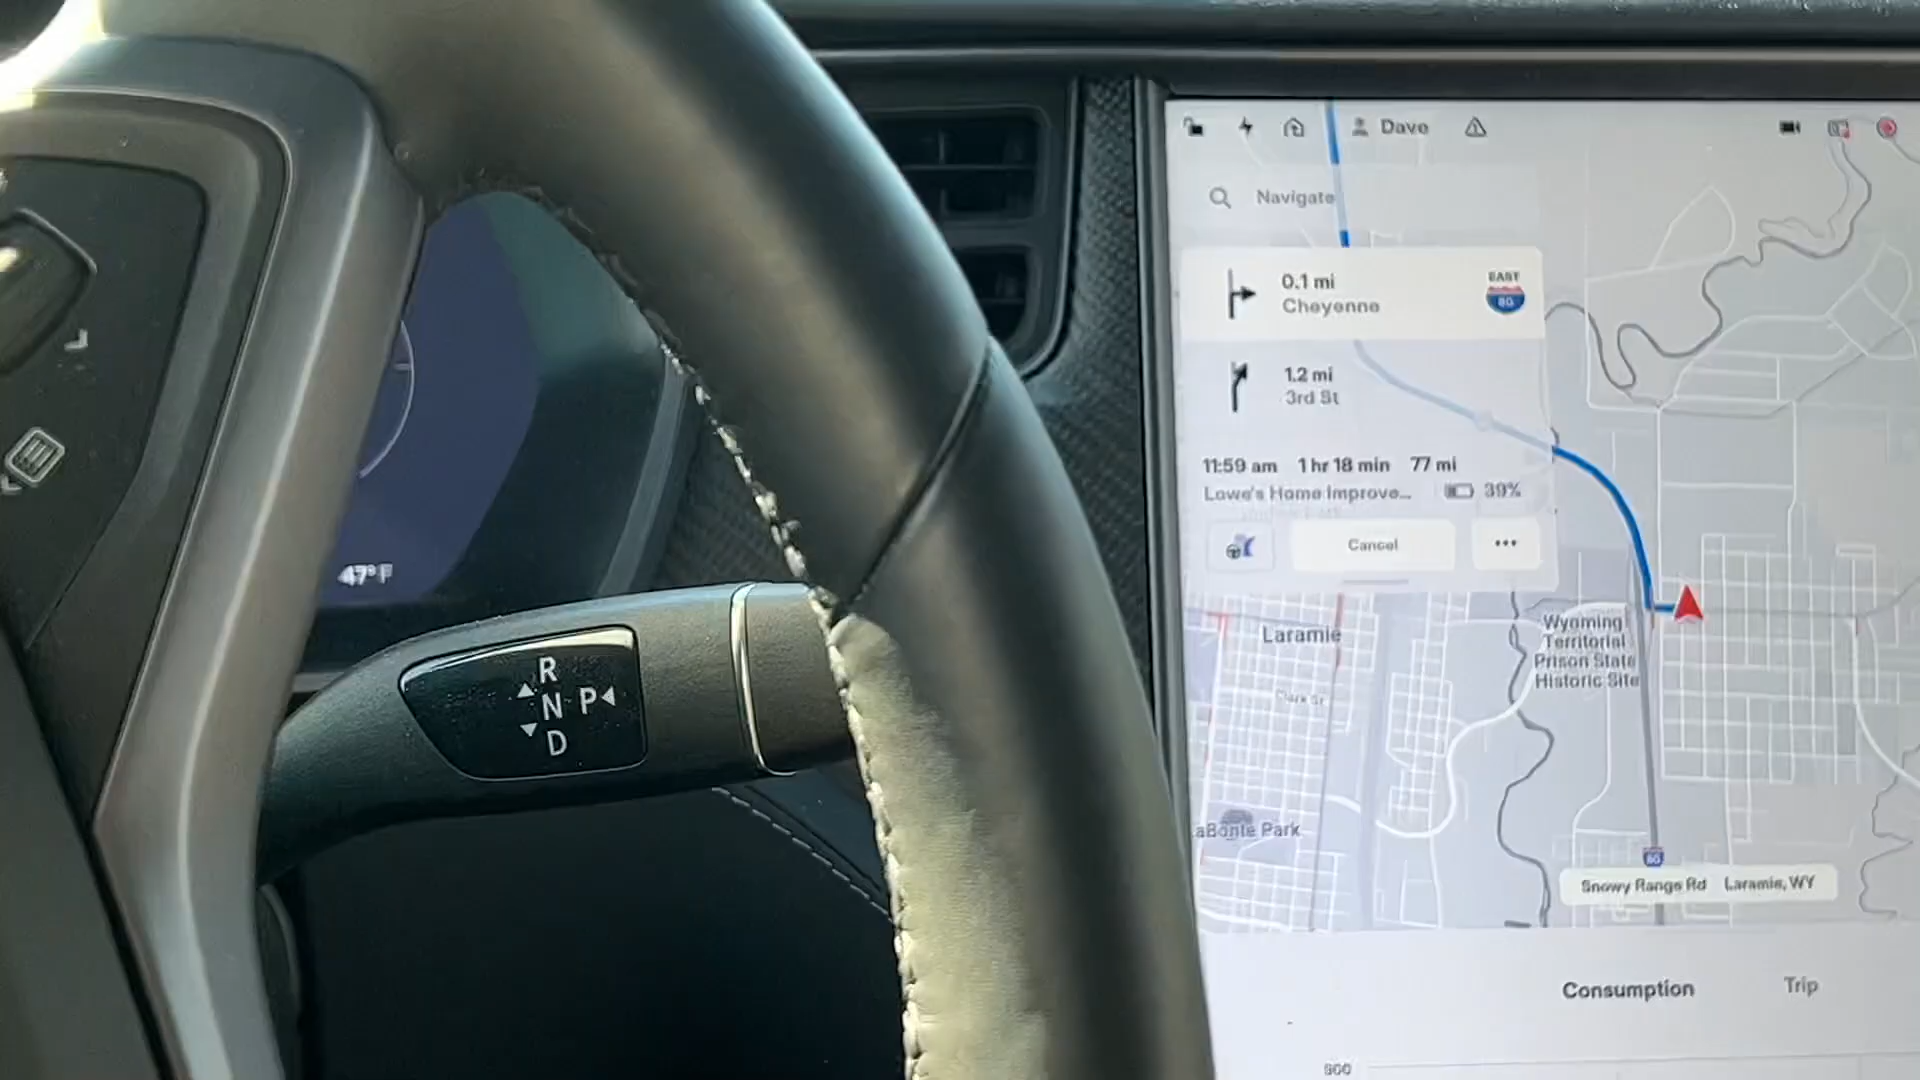 Dave
Navigate
0.1 mi
Cheyenne
EAST
80
1.2 mi
3rd St
11:59 am 1 hr 18 min 77 mi
Lowe's Home Improve... 39%
Cancel
•••
47°F
R
N P
D
Laramie
Wyoming
Territorial
Prison State
Historic Site
aBonte Park
80
Snowy Range Rd Laramie, WY
Consumption Trip